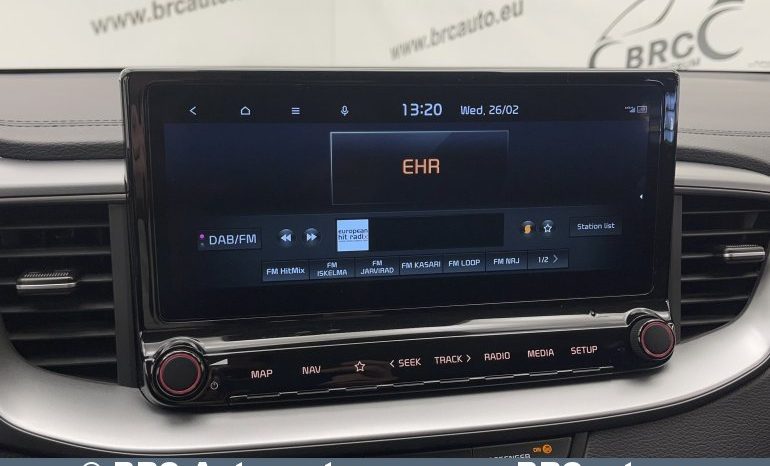 www.brcauto.eu
www.brcauto.eu
BRC
13:20 Wed, 26/02
EHR
DAB/FM
european
hit radio
Station list
FM HitMix
FM ISKELMA
FM JARVIRAD
FM KASARI
FM LOOP
FM NRJ
1/2 >
MAP NAV < SEEK TRACK > RADIO MEDIA SETUP
PASSENGER